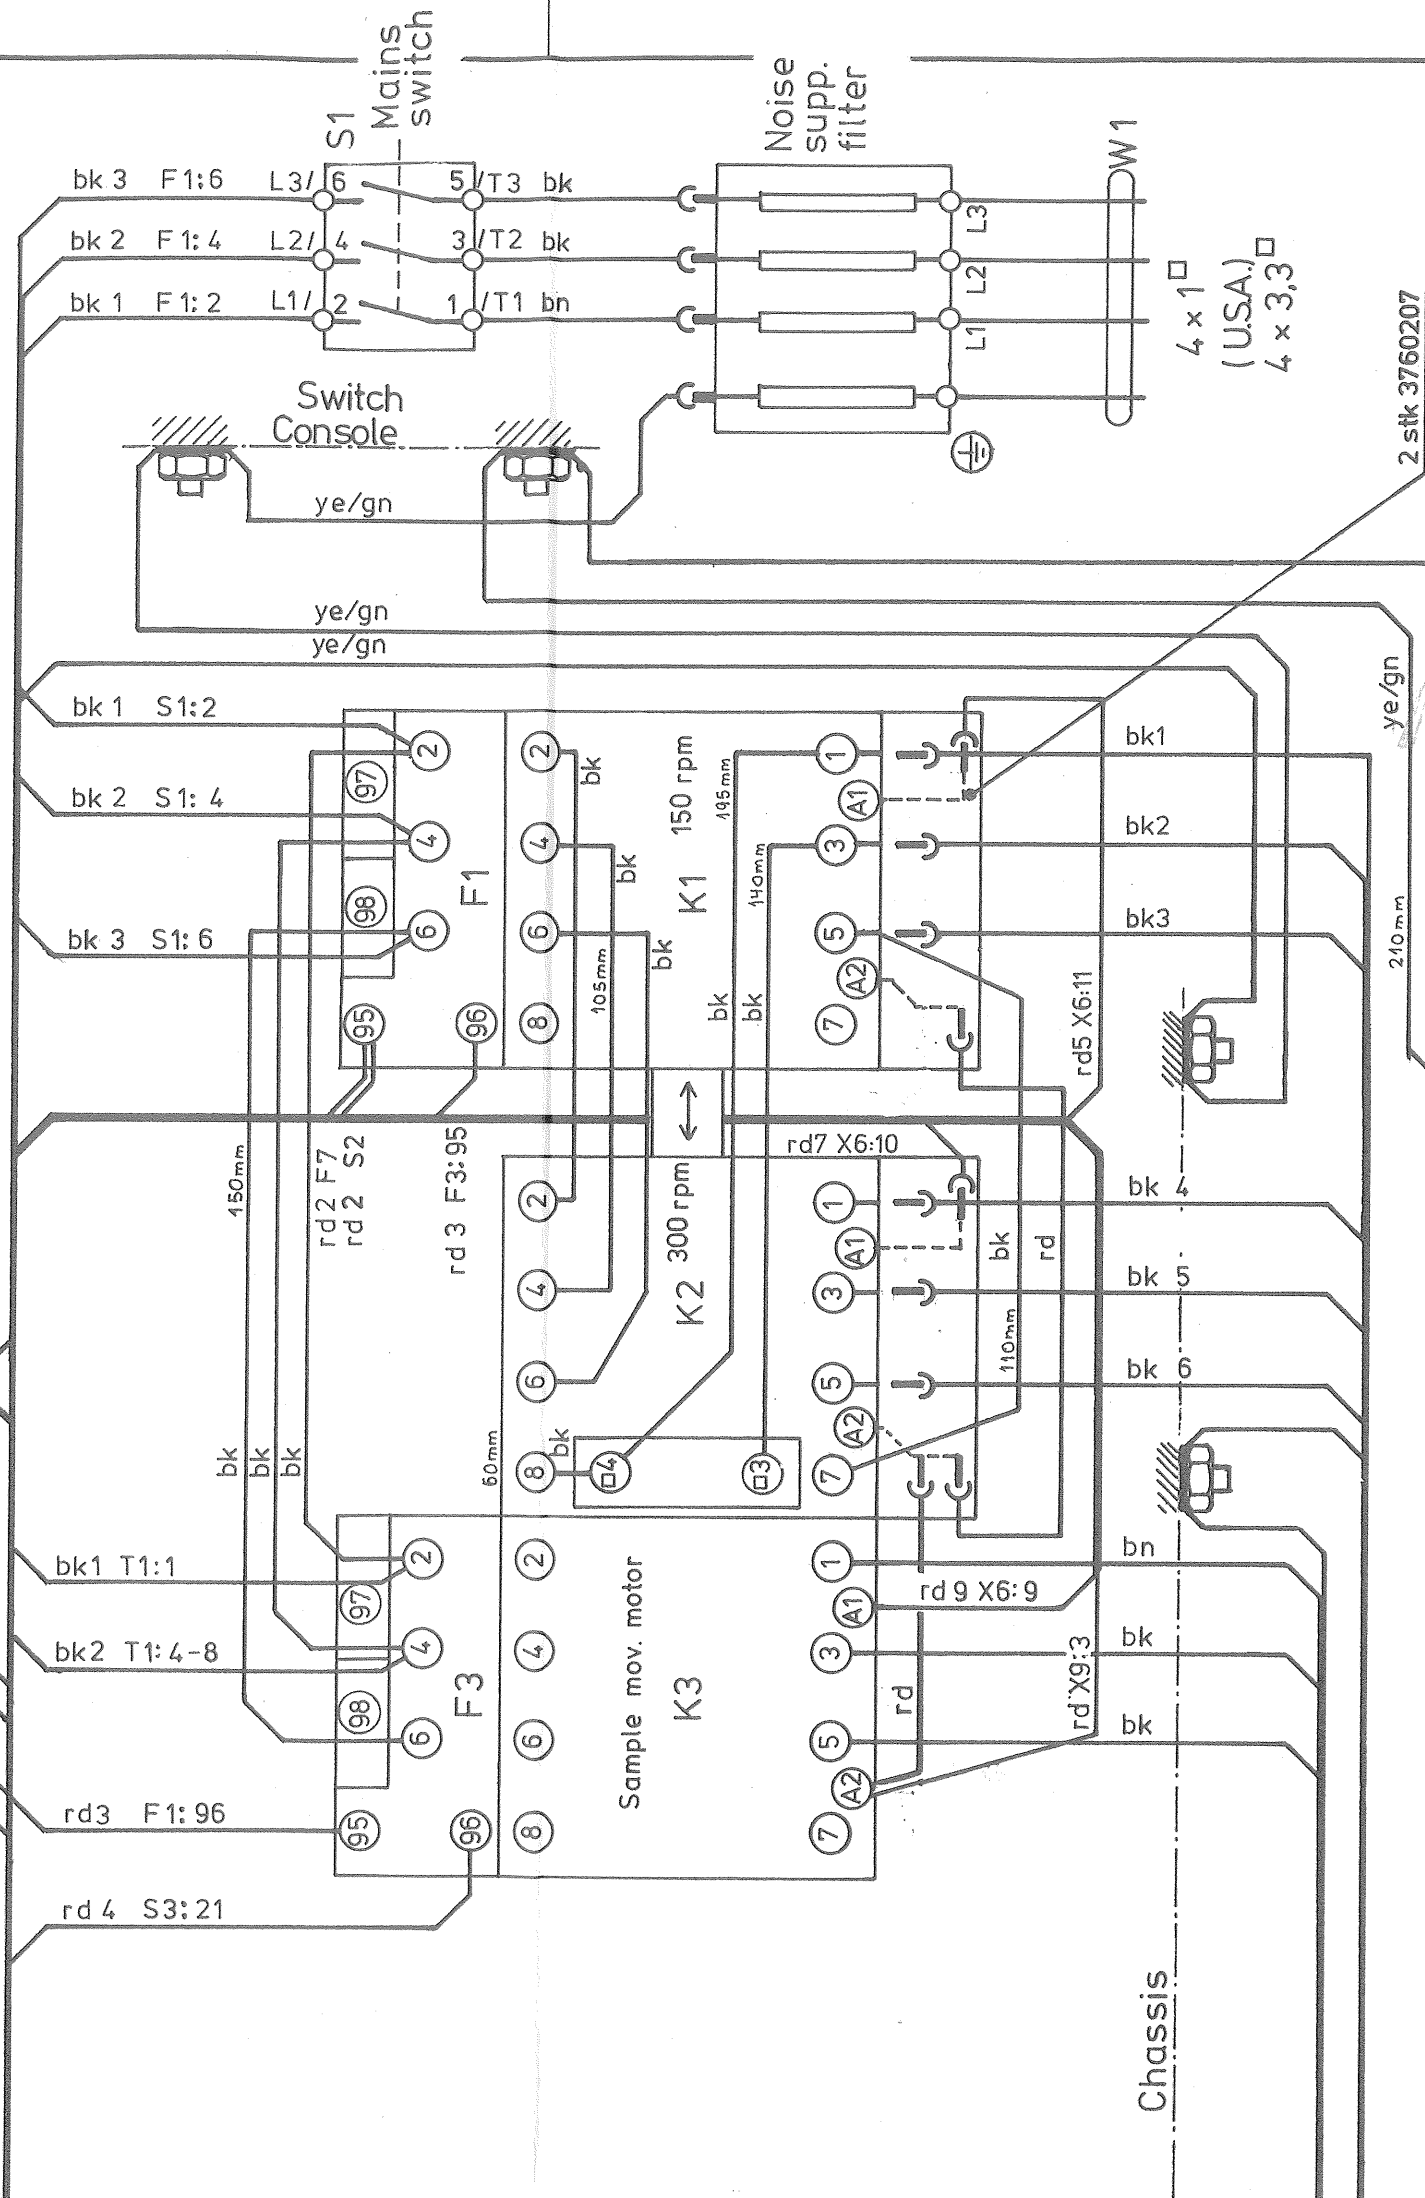 Mains
switch
S1
Noise
supp.
filter
W1
bk 3 F1:6 L3/ 6 5 /T3 bk L3
bk 2 F1:4 L2/ 4 3 /T2 bk L2
bk 1 F1:2 L1/ 2 1 /T1 bn L1
4 x 1□
(U.S.A.)
4 x 3,3□
2 stk 3760207
Switch
Console
ye/gn
ye/gn
ye/gn
ye/gn
210mm
bk 1 S1:2
bk 2 S1:4
bk 3 S1:6
2
97
4
98
6
95
96
F1
2
4
6
8
bk
bk
bk
105mm
K1 150 rpm
195mm
140mm
bk
bk
1
A1
3
5
A2
7
bk1
bk2
bk3
rd5 X6:11
150mm
rd 2 F7
rd 2 S2
rd 3 F3:95
rd7 X6:10
↔
2
4
6
8
K2 300 rpm
60mm
bk
□4
□3
1
A1
3
5
A2
7
bk
rd
110mm
bk 4
bk 5
bk 6
bk
bk
bk
bk1 T1:1
bk2 T1:4-8
rd3 F1:96
rd 4 S3:21
2
97
4
98
6
95
96
F3
2
4
6
8
Sample mov. motor
K3
1
A1
3
5
A2
7
rd 9 X6:9
rd
rd X9:3
bn
bk
bk
Chassis